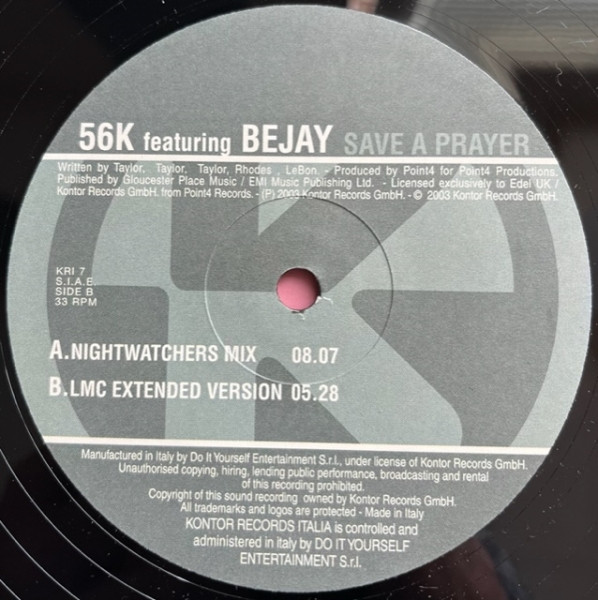 56K featuring BEJAY SAVE A PRAYER
Written by Taylor, Taylor, Taylor, Rhodes , LeBon. - Produced by Point4 for Point4 Productions.
Published by Gloucester Place Music / EMI Music Publishing Ltd. - Licensed exclusively to Edel UK /
Kontor Records GmbH. from Point4 Records. - (P) 2003 Kontor Records GmbH. - © 2003 Kontor Records GmbH.
KRI 7
S.I.A.E.
SIDE B
33 RPM
A.NIGHTWATCHERS MIX 08.07
B.LMC EXTENDED VERSION 05.28
Manufactured in Italy by Do It Yourself Entertainment S.r.l., under license of Kontor Records GmbH.
Unauthorised copying, hiring, lending public performance, broadcasting and rental
of this recording prohibited.
Copyright of this sound recording owned by Kontor Records GmbH.
All trademarks and logos are protected - Made in Italy
KONTOR RECORDS ITALIA is controlled and
administered in italy by DO IT YOURSELF
ENTERTAINMENT S.r.l.